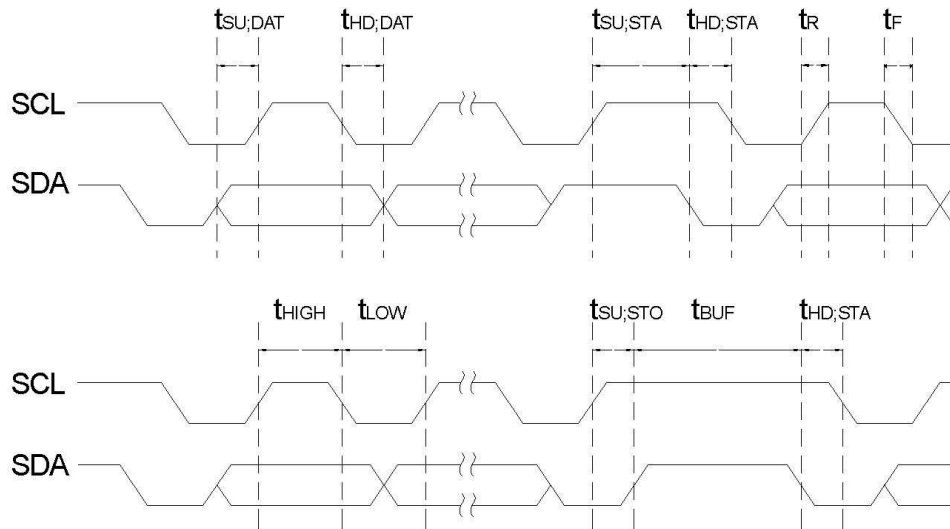 tSU;DAT tHD;DAT tSU;STA tHD;STA tR tF
SCL
SDA
tHIGH tLOW tSU;STO tBUF tHD;STA
SCL
SDA